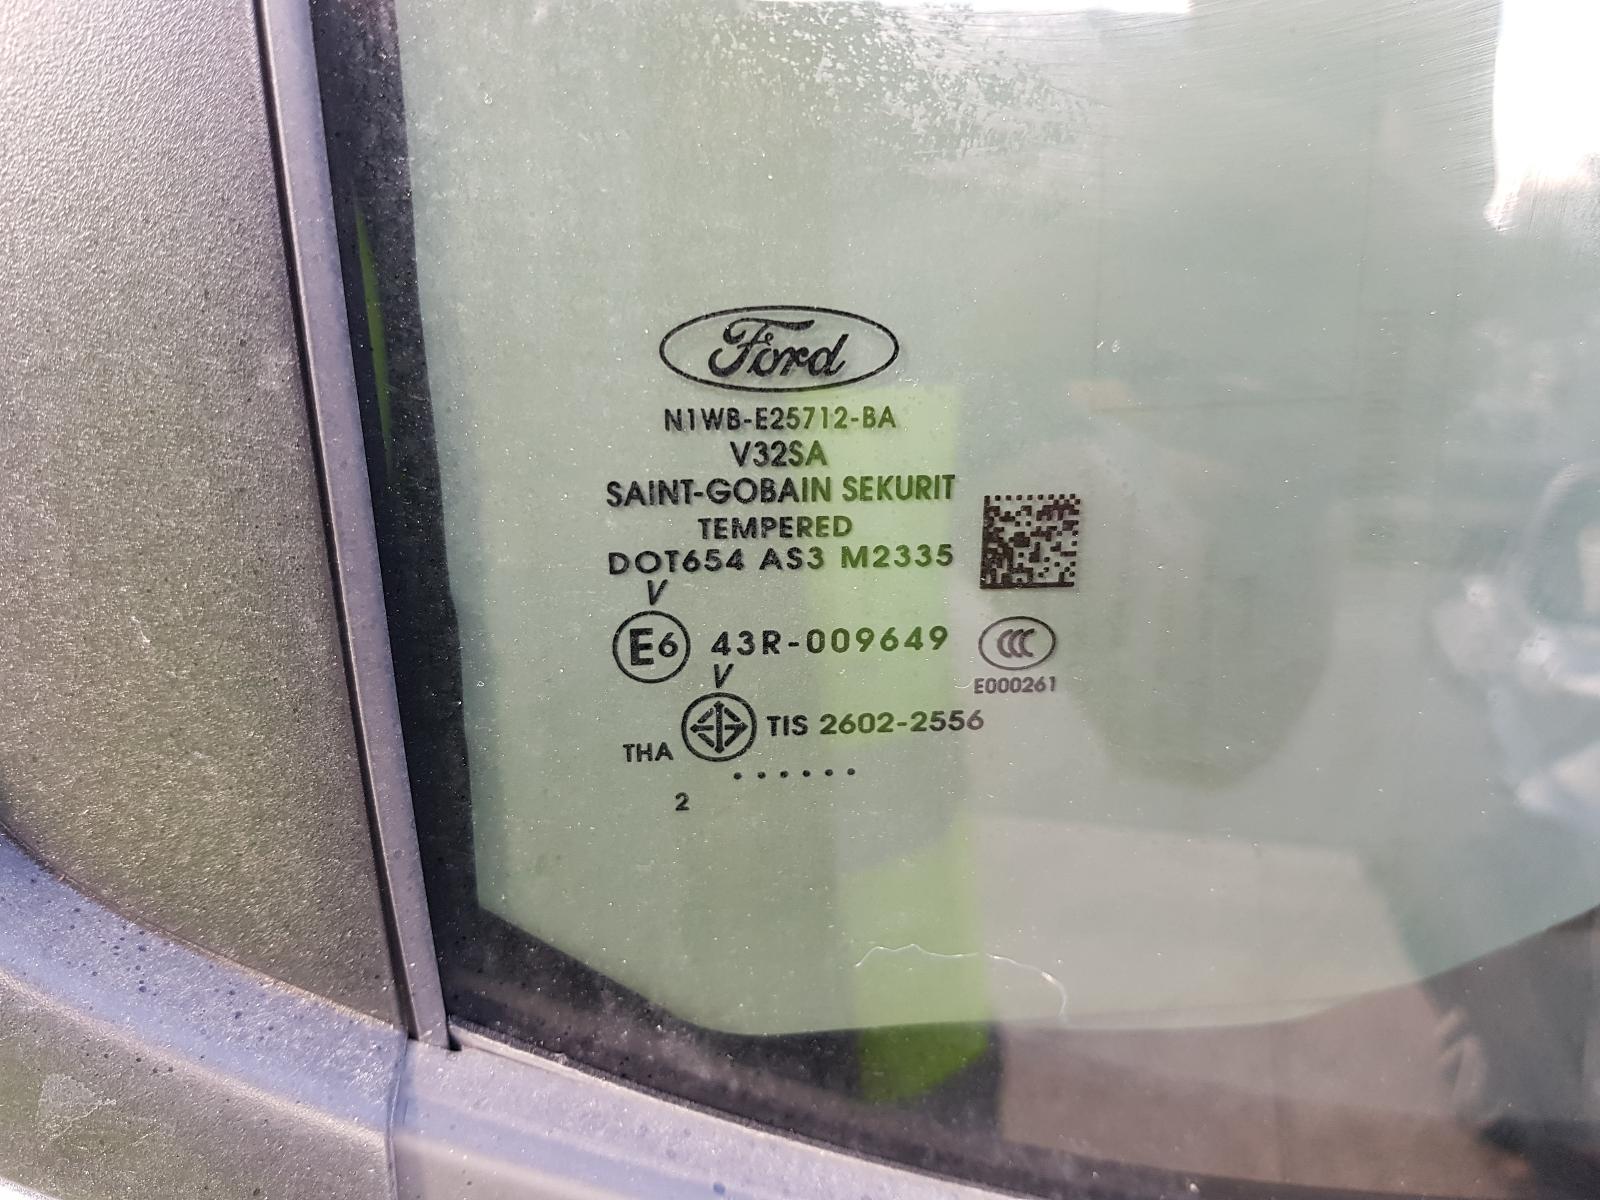 Ford
N1WB-E25712-BA
V32SA
SAINT-GOBAIN SEKURIT
TEMPERED
DOT654 AS3 M2335
V
E6 43R-009649 CCC
V
E000261
TIS 2602-2556
THA
......
2